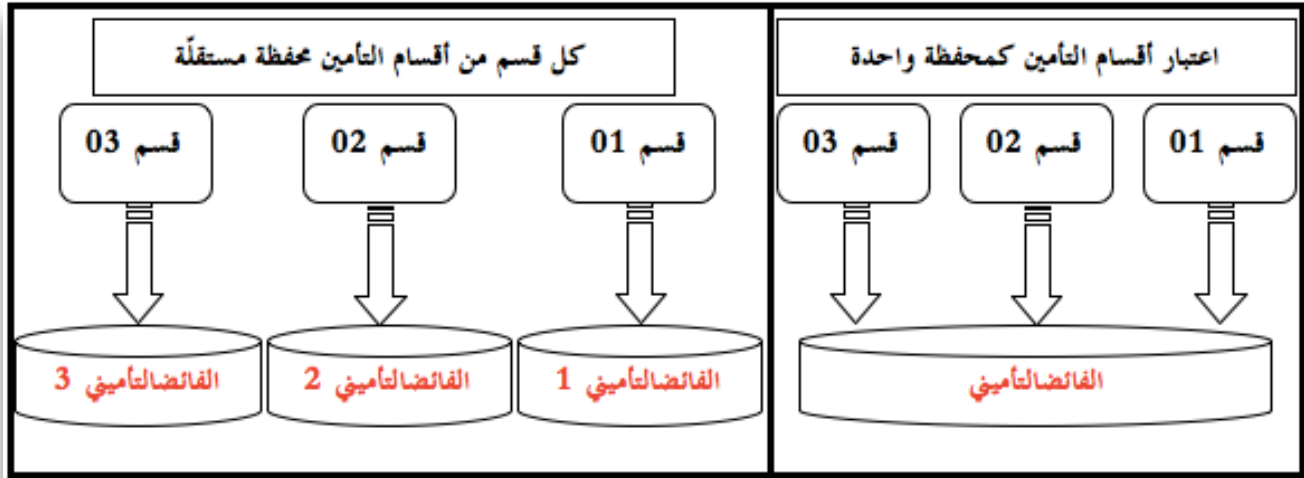 اعتبار أقسام التأمين كمحفظة واحدة
قسم 01
قسم 02
قسم 03
الفائضالتأميني
كل قسم من أقسام التأمين محفظة مستقلّة
قسم 01
قسم 02
قسم 03
الفائضالتأميني 1
الفائضالتأميني 2
الفائضالتأميني 3